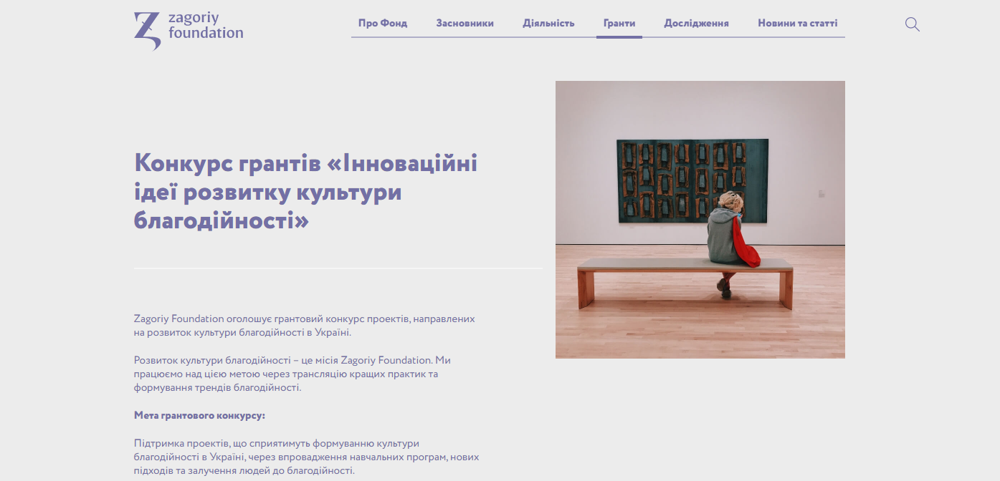 zagoriy
foundation
Про Фонд Засновники Діяльність Гранти Дослідження Новини та статті
Конкурс грантів «Інноваційні
ідеї розвитку культури
благодійності»
Zagoriy Foundation оголошує грантовий конкурс проектів, направлених
на розвиток культури благодійності в Україні.
Розвиток культури благодійності – це місія Zagoriy Foundation. Ми
працюємо над цією метою через трансляцію кращих практик та
формування трендів благодійності.
Мета грантового конкурсу:
Підтримка проектів, що сприятимуть формуванню культури
благодійності в Україні, через впровадження навчальних програм, нових
підходів та залучення людей до благодійності.